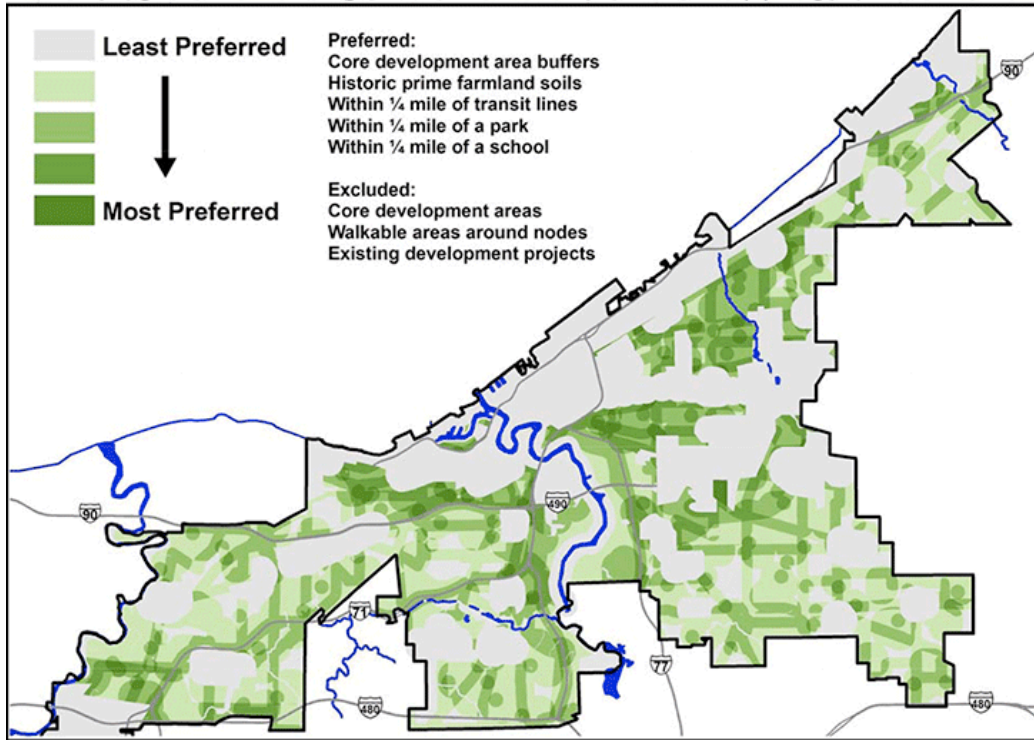 Least Preferred
Most Preferred
Preferred:
Core development area buffers
Historic prime farmland soils
Within ¼ mile of transit lines
Within ¼ mile of a park
Within ¼ mile of a school
Excluded:
Core development areas
Walkable areas around nodes
Existing development projects
90
90
490
71
77
480
480